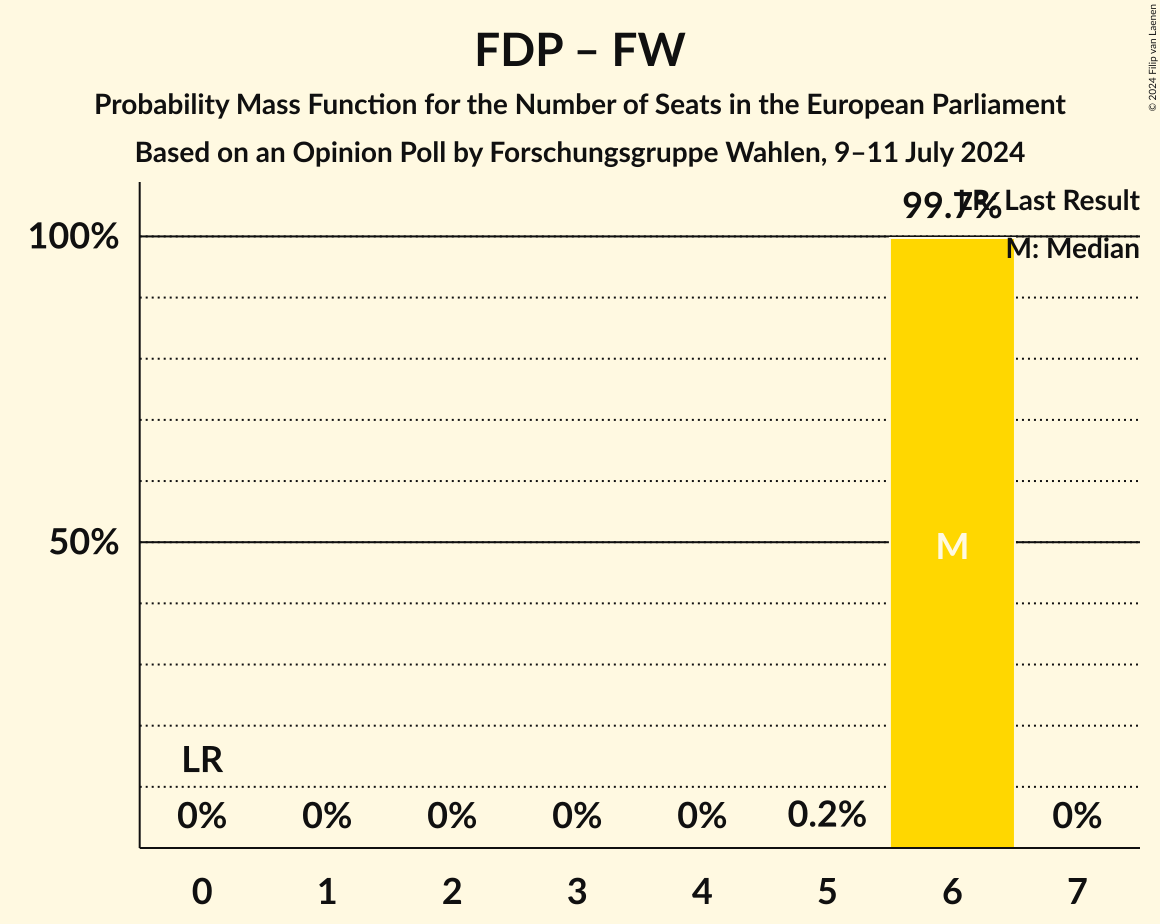 FDP – FW
Probability Mass Function for the Number of Seats in the European Parliament
Based on an Opinion Poll by Forschungsgruppe Wahlen, 9–11 July 2024
© 2024 Filip van Laenen
99.7%
LR: Last Result
M: Median
100%
50%
M
LR
0% 0% 0% 0% 0% 0.2% 0%
0 1 2 3 4 5 6 7